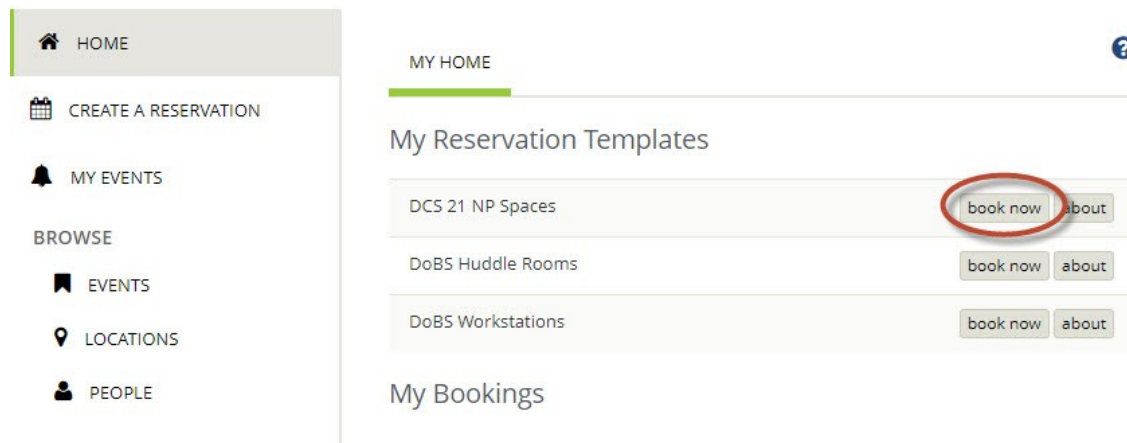 HOME
CREATE A RESERVATION
MY EVENTS
BROWSE
EVENTS
LOCATIONS
PEOPLE
MY HOME
?
My Reservation Templates
DCS 21 NP Spaces book now about
DoBS Huddle Rooms book now about
DoBS Workstations book now about
My Bookings